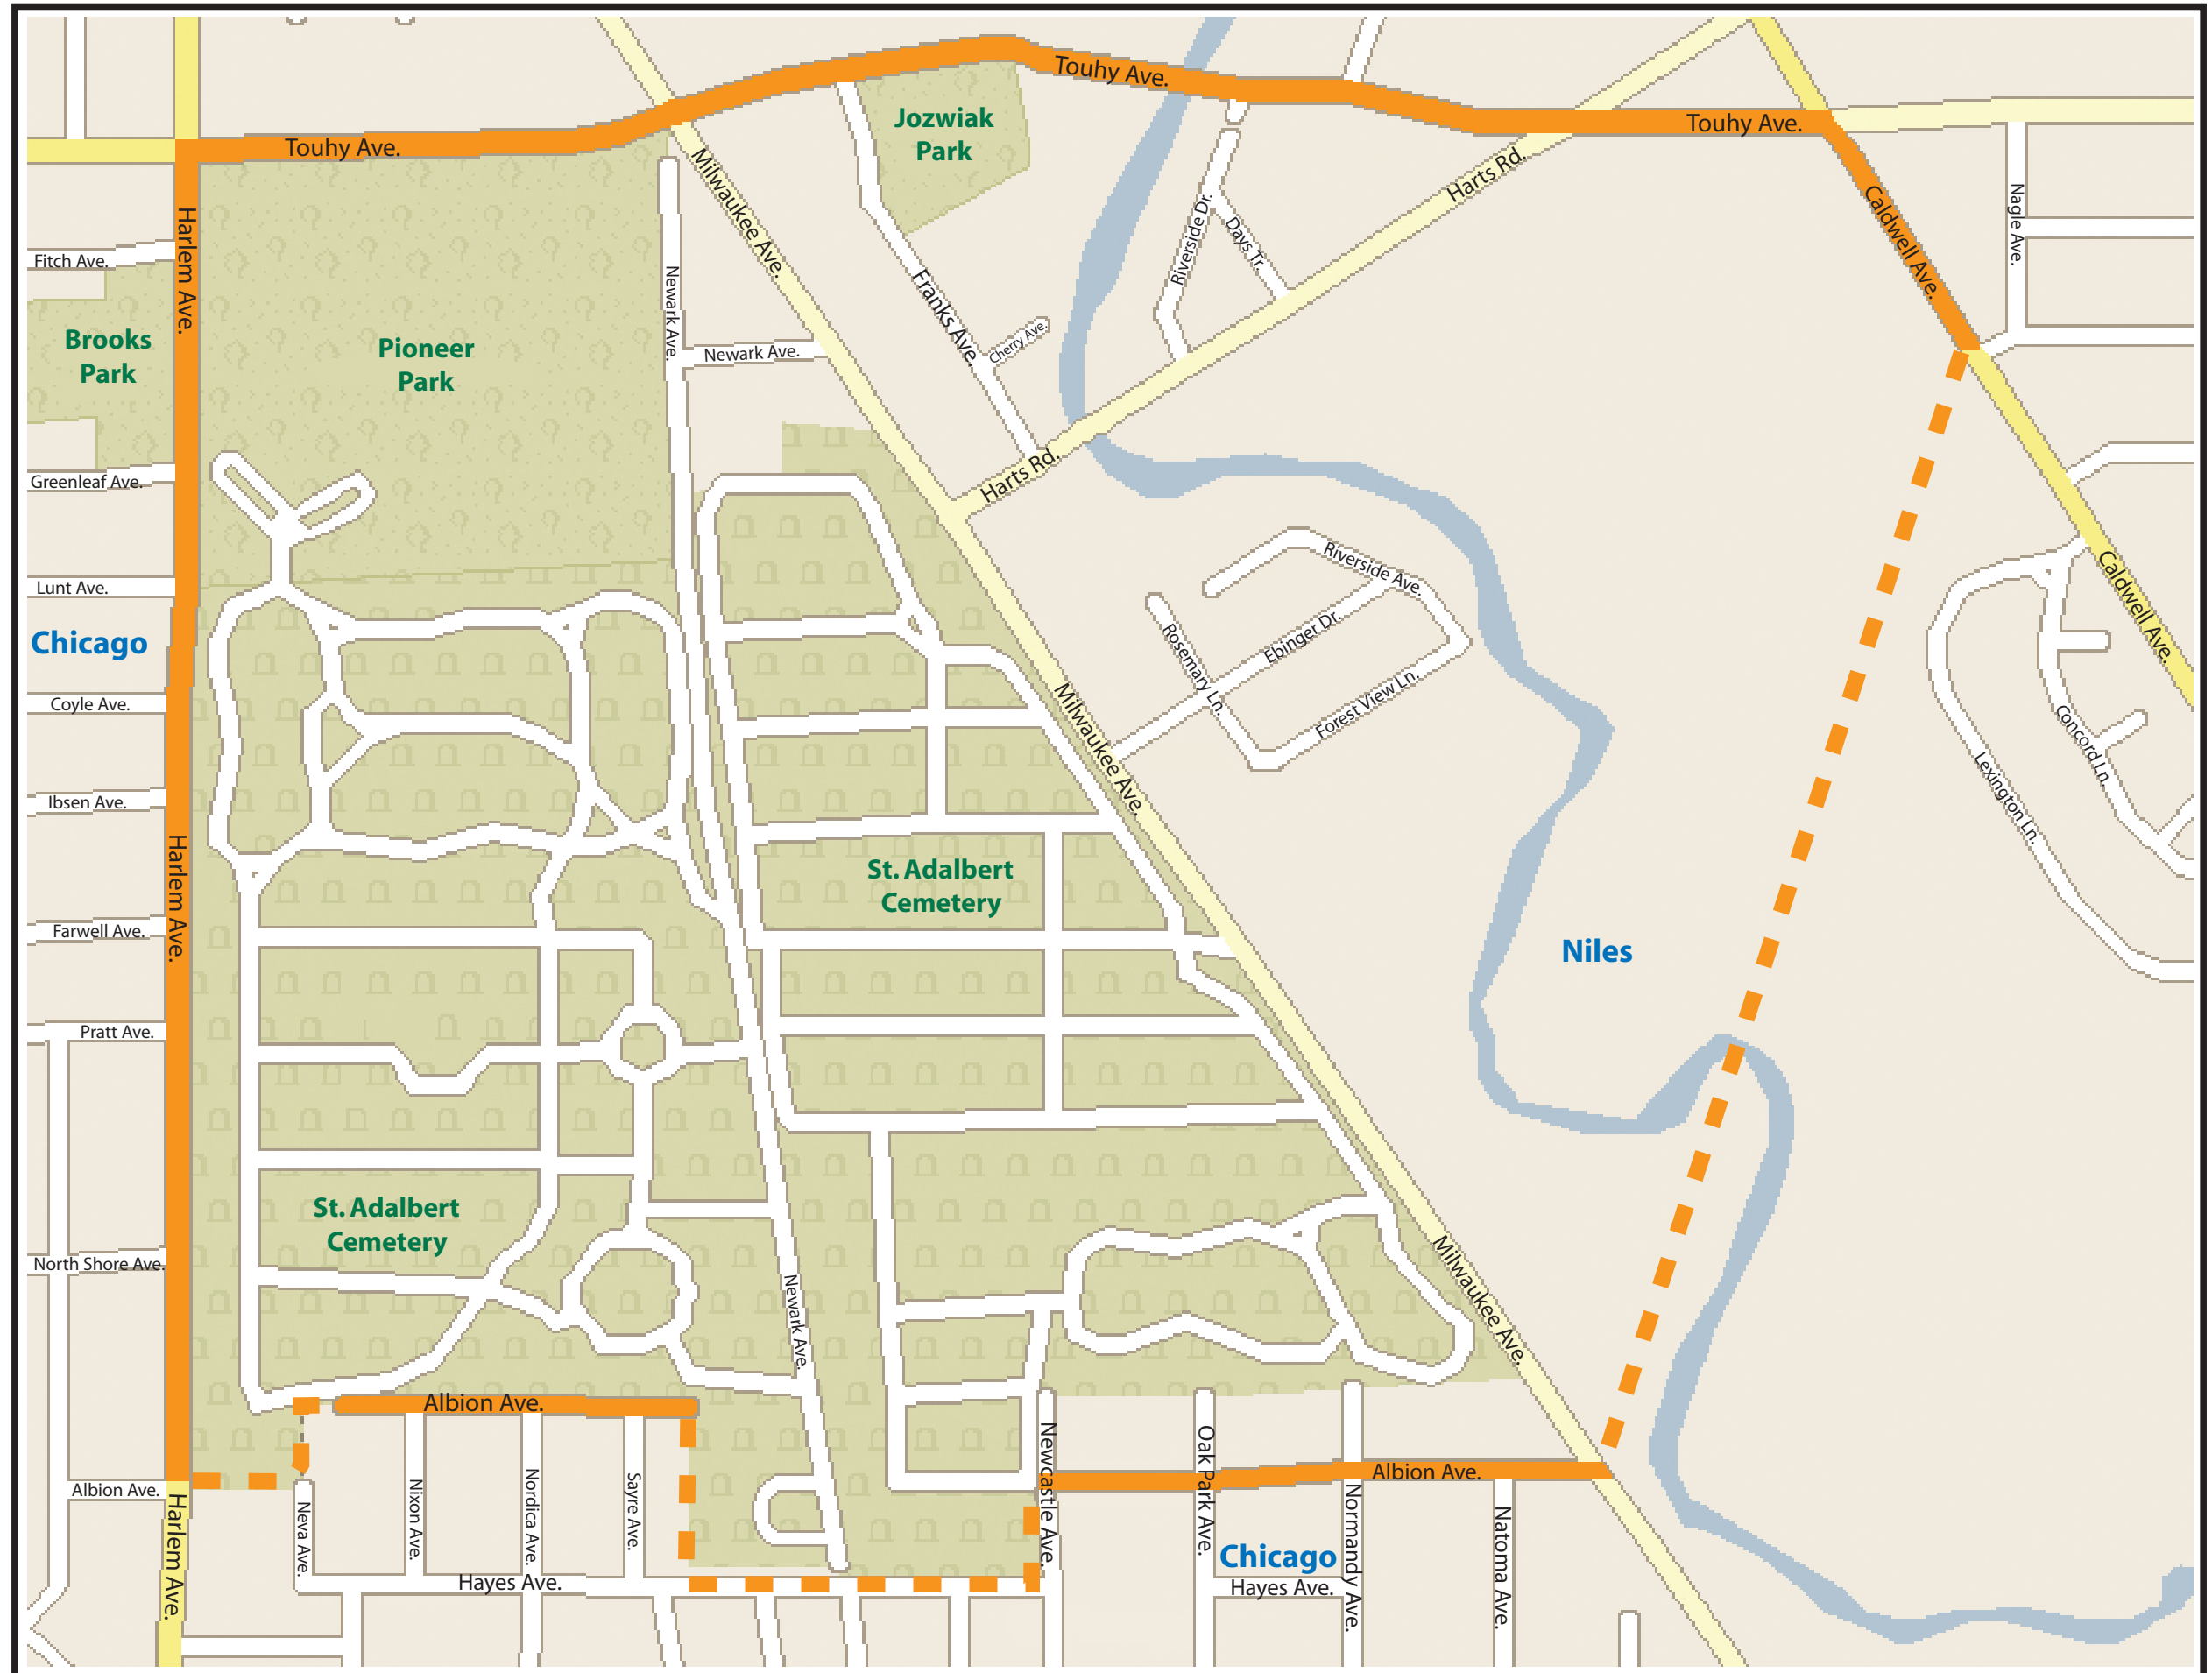 Touhy Ave.
Jozwiak
Park
Touhy Ave.
Touhy Ave.
Milwaukee Ave.
Harts Rd.
Riverside Dr.
Days Tr.
Caldwell Ave.
Nagle Ave.
Harlem Ave.
Fitch Ave.
Newark Ave.
Franks Ave.
Cherry Ave.
Brooks
Park
Pioneer
Park
Newark Ave.
Greenleaf Ave.
Harts Rd.
Lunt Ave.
Chicago
Riverside Ave.
Rosemary Ln.
Ebinger Dr.
Forest View Ln.
Caldwell Ave.
Coyle Ave.
Milwaukee Ave.
Concord Ln.
Lexington Ln.
Ibsen Ave.
Harlem Ave.
St. Adalbert
Cemetery
Farwell Ave.
Niles
Pratt Ave.
St. Adalbert
Cemetery
North Shore Ave.
Newark Ave.
Milwaukee Ave.
Albion Ave.
Albion Ave.
Albion Ave.
Harlem Ave.
Neva Ave.
Nixon Ave.
Nordica Ave.
Sayre Ave.
Newcastle Ave.
Oak Park Ave.
Normandy Ave.
Natoma Ave.
Chicago
Hayes Ave.
Hayes Ave.